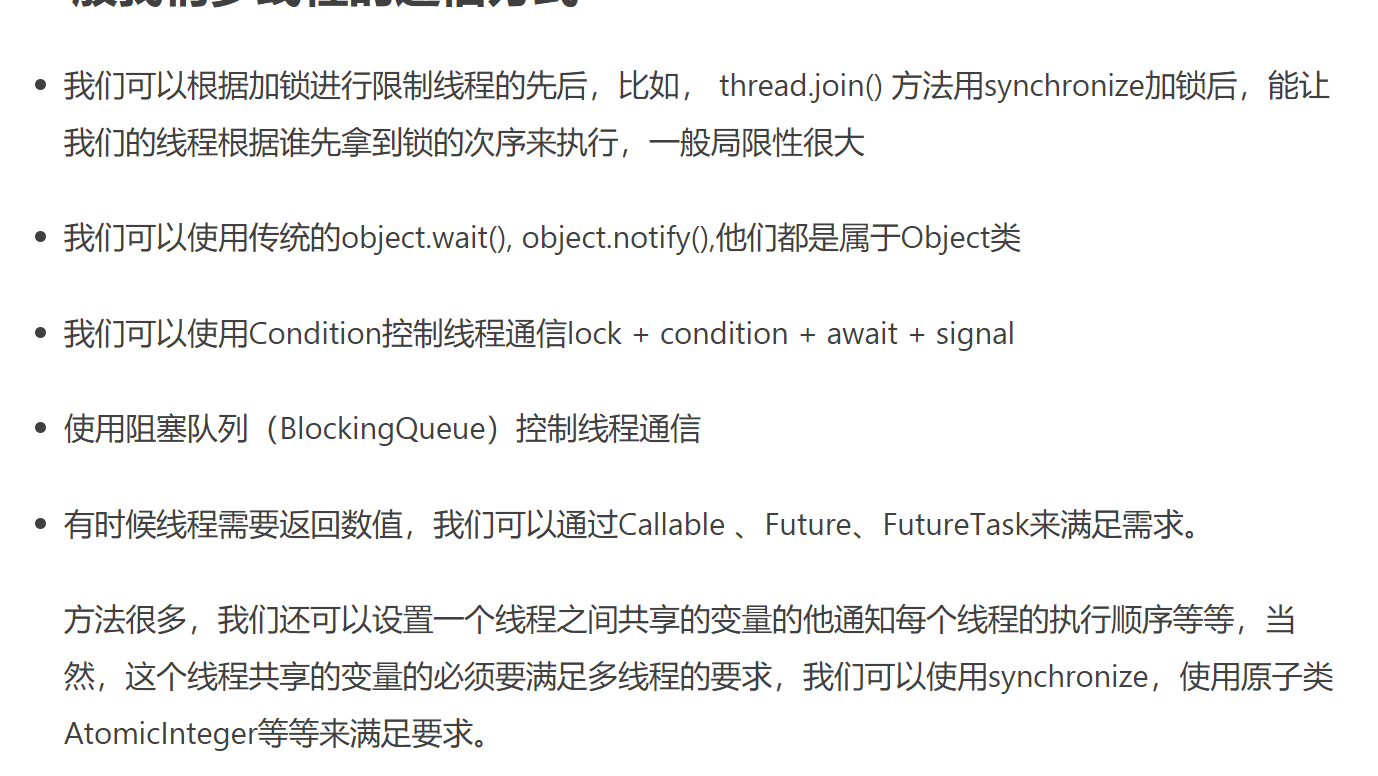 我们可以根据加锁进行限制线程的先后，比如， thread.join() 方法用synchronize加锁后，能让
我们的线程根据谁先拿到锁的次序来执行，一般局限性很大
我们可以使用传统的object.wait(), object.notify(),他们都是属于Object类
我们可以使用Condition控制线程通信lock + condition + await + signal
使用阻塞队列（BlockingQueue）控制线程通信
有时候线程需要返回数值，我们可以通过Callable 、Future、FutureTask来满足需求。
方法很多，我们还可以设置一个线程之间共享的变量的他通知每个线程的执行顺序等等，当
然，这个线程共享的变量的必须要满足多线程的要求，我们可以使用synchronize，使用原子类
AtomicInteger等等来满足要求。